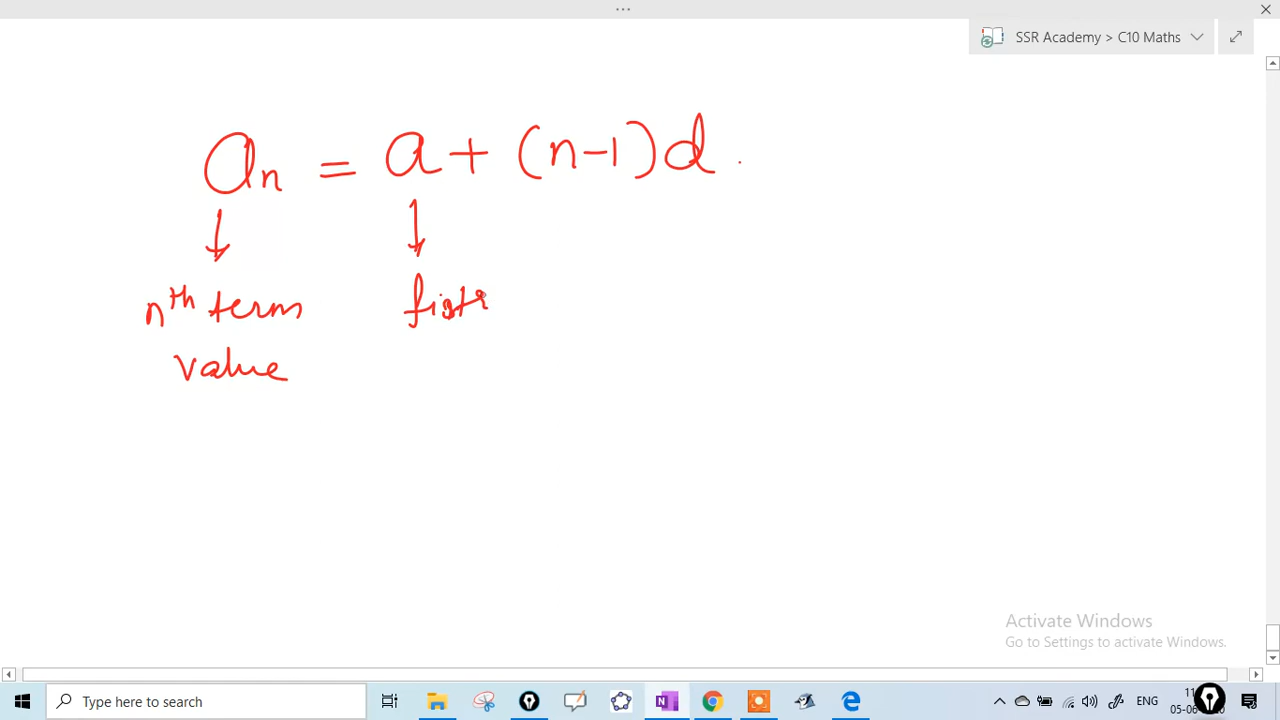 SSR Academy > C10 Maths
aₙ = a + (n-1)d .
nᵗʰ term
value
Activate Windows
Go to Settings to activate Windows.
Type here to search
ENG